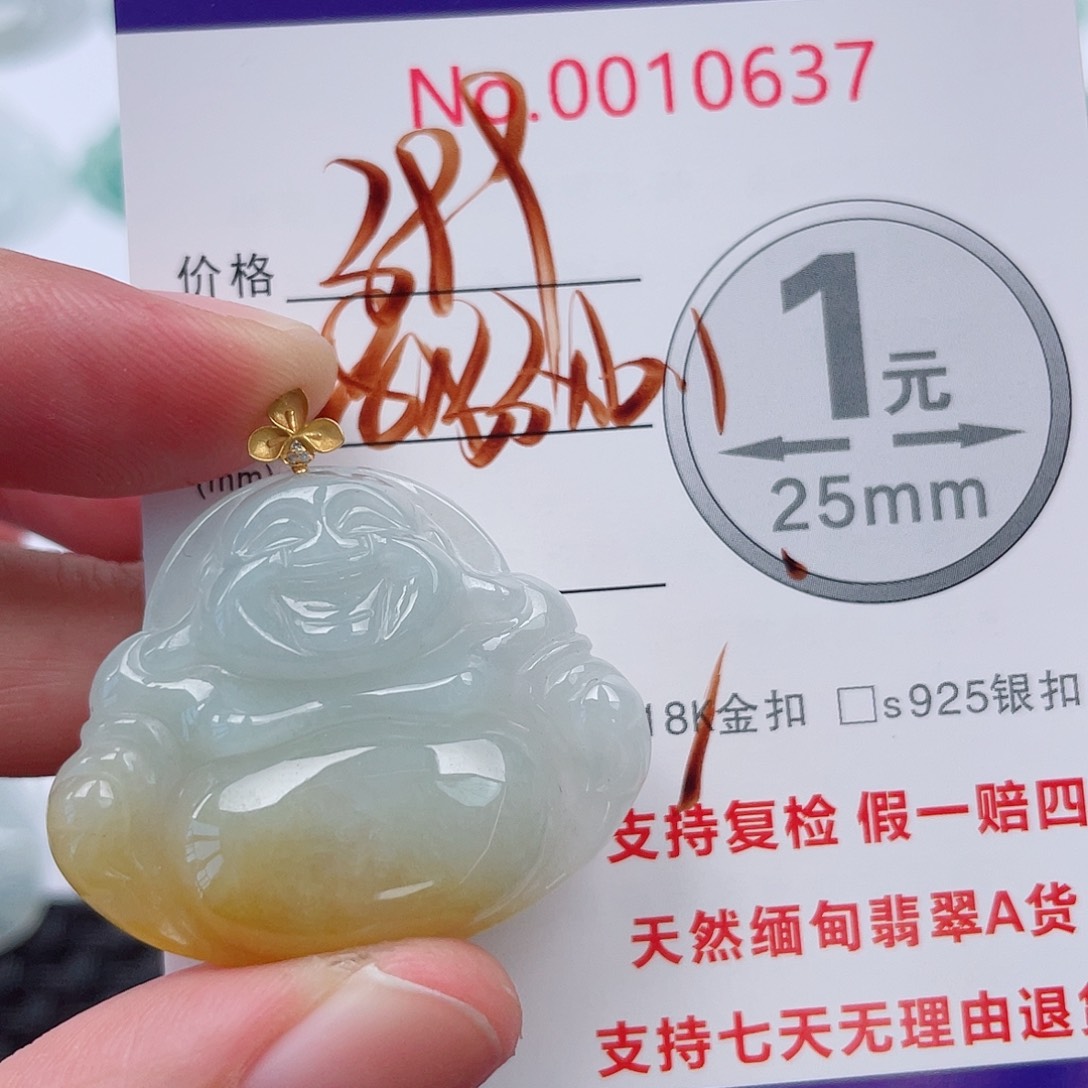 No.0010637
价格
1元
(mm)
25mm
18K金扣 □s925银扣
支持复检 假一赔四
天然缅甸翡翠A货
支持七天无理由退